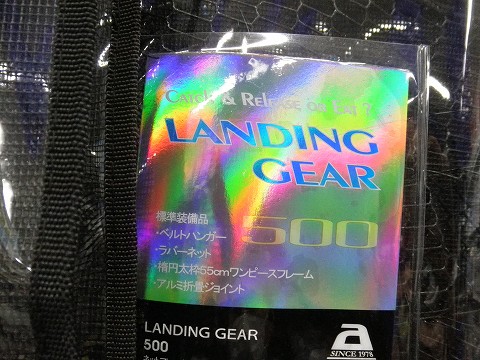 CATCH & RELEASE OR EAT ?
LANDING
GEAR
500
標準装備品
・ベルトハンガー
・ラバーネット
・楕円太枠55cmワンピースフレーム
・アルミ折畳ジョイント
LANDING GEAR
500
a
SINCE 1978